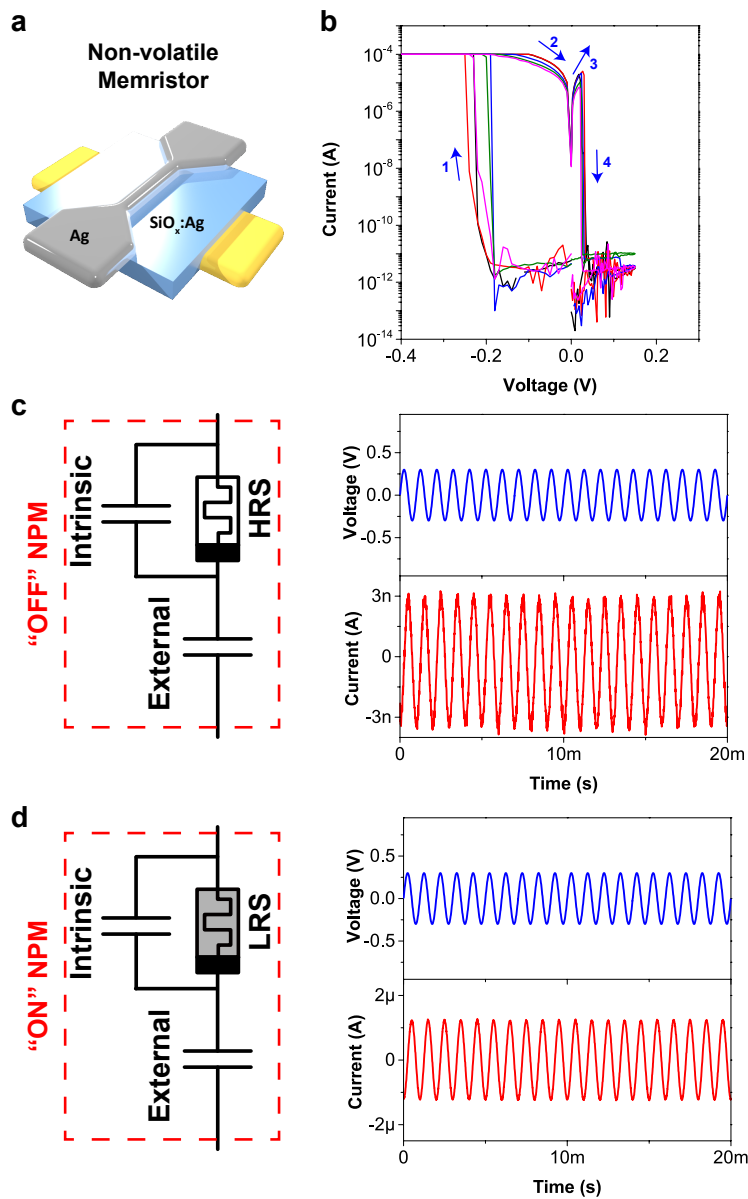 a
Non-volatile
Memristor
Ag
SiOₓ:Ag
b
10⁻⁴
10⁻⁶
10⁻⁸
10⁻¹⁰
10⁻¹²
10⁻¹⁴
Current (A)
1
2
3
4
-0.4
-0.2
0.0
0.2
Voltage (V)
c
"OFF" NPM
Intrinsic
HRS
External
Voltage (V)
0.5
0.0
-0.5
Current (A)
3n
0
-3n
0
10m
20m
Time (s)
d
"ON" NPM
Intrinsic
LRS
External
Voltage (V)
0.5
0.0
-0.5
Current (A)
2µ
0
-2µ
0
10m
20m
Time (s)